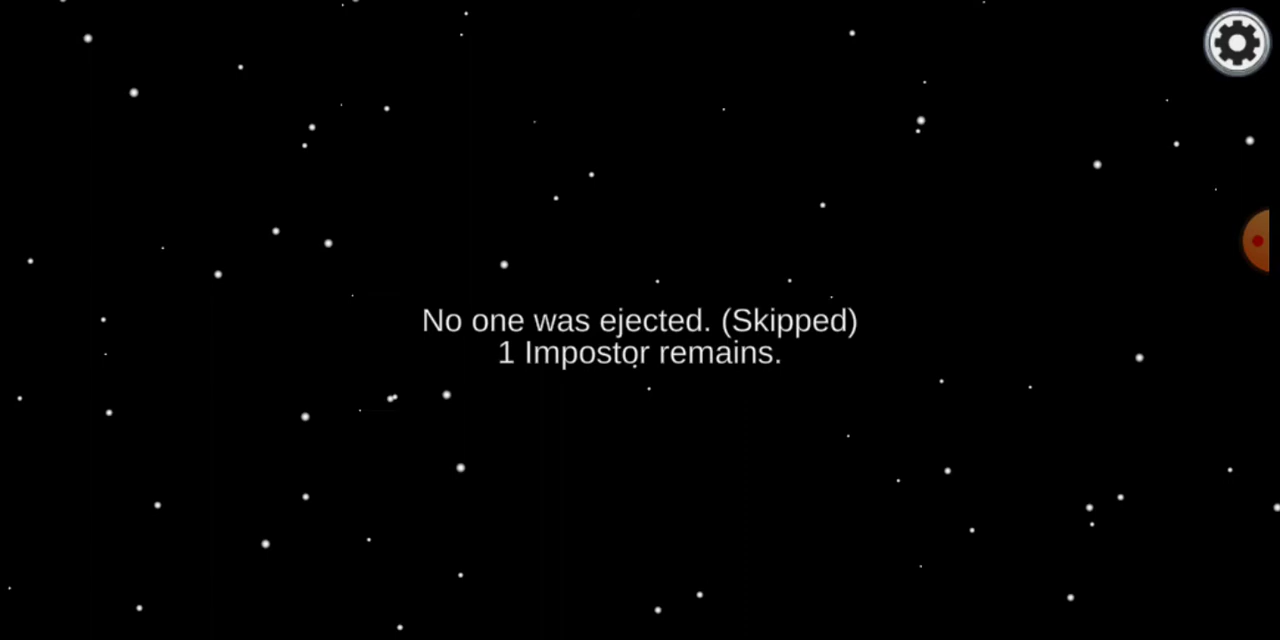 No one was ejected. (Skipped)
1 Impostor remains.